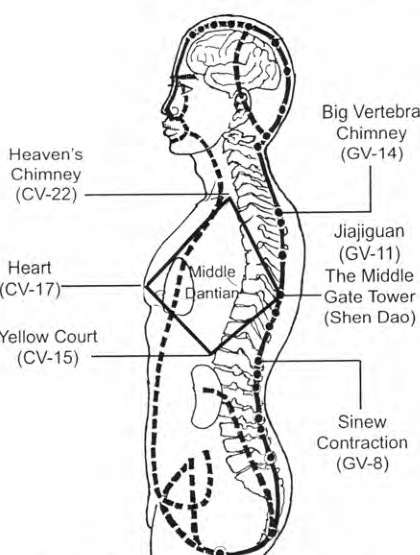 Big Vertebra
Chimney
(GV-14)
Heaven's
Chimney
(CV-22)
Jiajiguan
(GV-11)
The Middle
Gate Tower
(Shen Dao)
Heart
(CV-17)
Middle
Dantian
Yellow Court
(CV-15)
Sinew
Contraction
(GV-8)